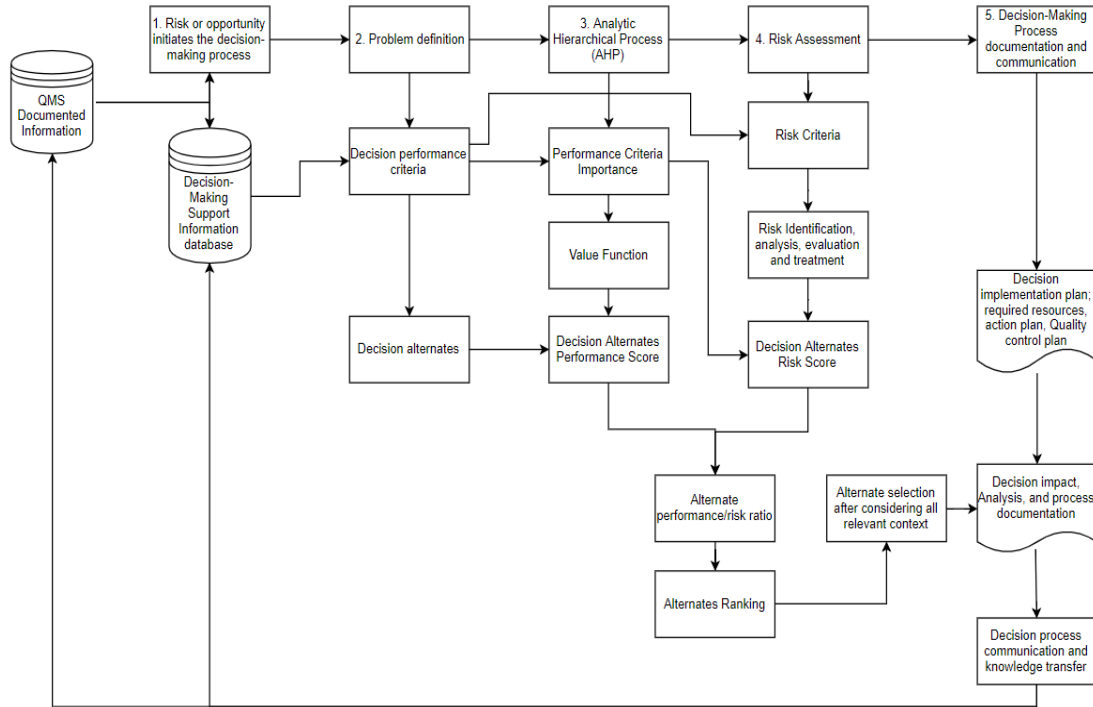 1. Risk or opportunity
initiates the decision-
making process
2. Problem definition
3. Analytic
Hierarchical Process
(AHP)
4. Risk Assessment
5. Decision-Making
Process
documentation and
communication
QMS
Documented
Information
Decision-
Making
Support
Information
database
Decision performance
criteria
Performance Criteria
Importance
Risk Criteria
Value Function
Risk Identification,
analysis, evaluation
and treatment
Decision
implementation plan;
required resources,
action plan, Quality
control plan
Decision alternates
Decision Alternates
Performance Score
Decision Alternates
Risk Score
Alternate
performance/risk ratio
Alternate selection
after considering all
relevant context
Decision impact,
Analysis, and process
documentation
Alternates Ranking
Decision process
communication and
knowledge transfer